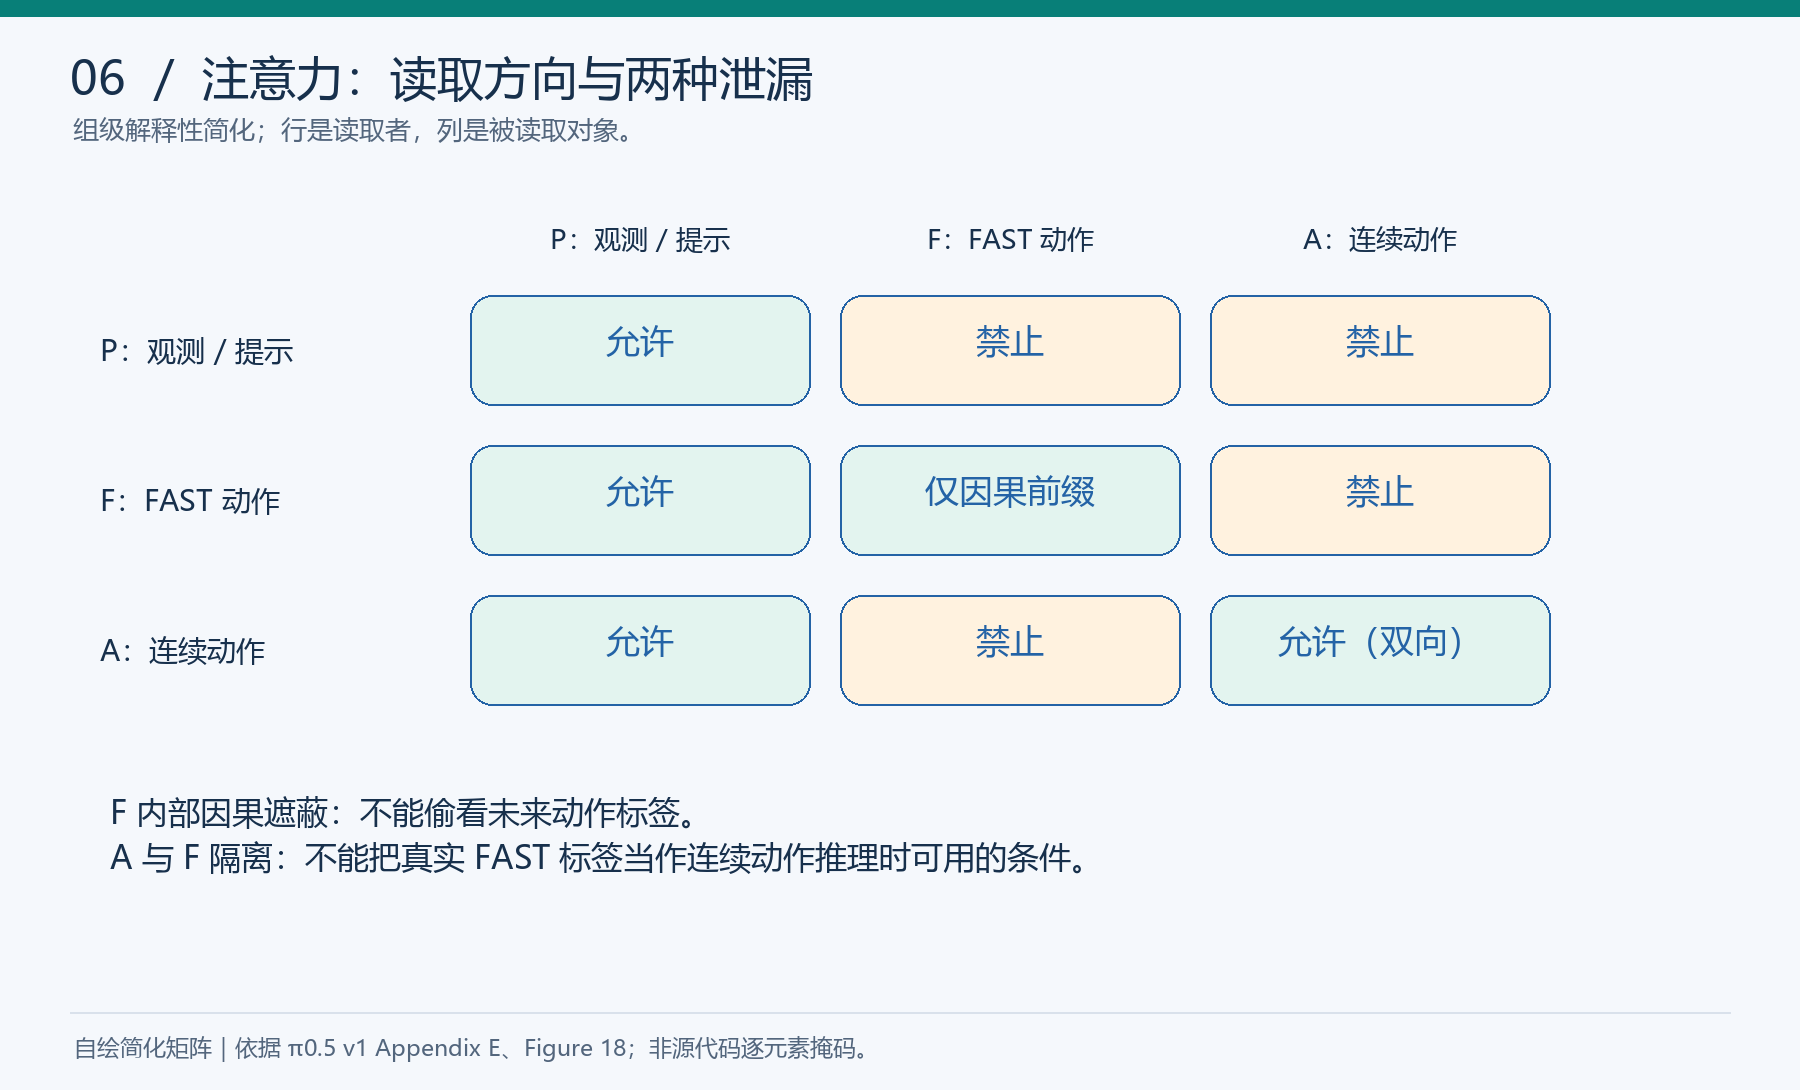 06 / 注意力：读取方向与两种泄漏
组级解释性简化；行是读取者，列是被读取对象。
P：观测 / 提示
F：FAST 动作
A：连续动作
P：观测 / 提示
允许
禁止
禁止
F：FAST 动作
允许
仅因果前缀
禁止
A：连续动作
允许
禁止
允许（双向）
F 内部因果遮蔽：不能偷看未来动作标签。
A 与 F 隔离：不能把真实 FAST 标签当作连续动作推理时可用的条件。
自绘简化矩阵 | 依据 π0.5 v1 Appendix E、Figure 18；非源代码逐元素掩码。